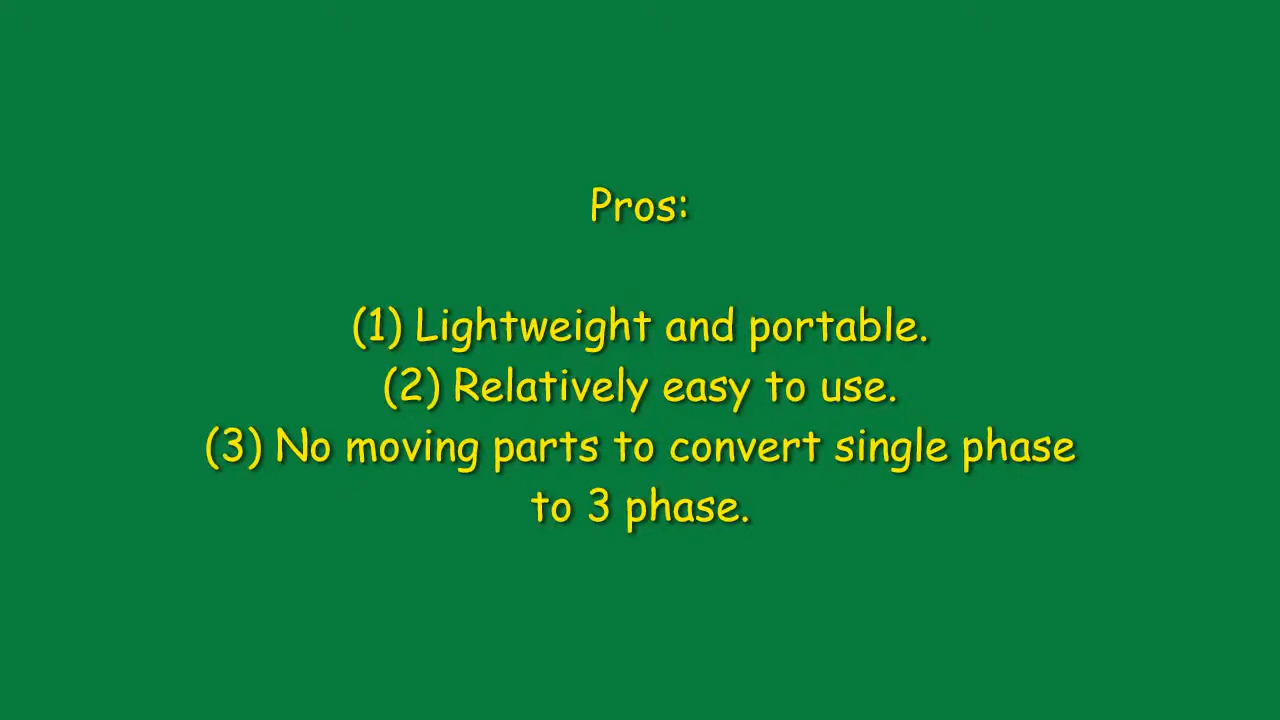 Pros:
(1) Lightweight and portable.
(2) Relatively easy to use.
(3) No moving parts to convert single phase
to 3 phase.